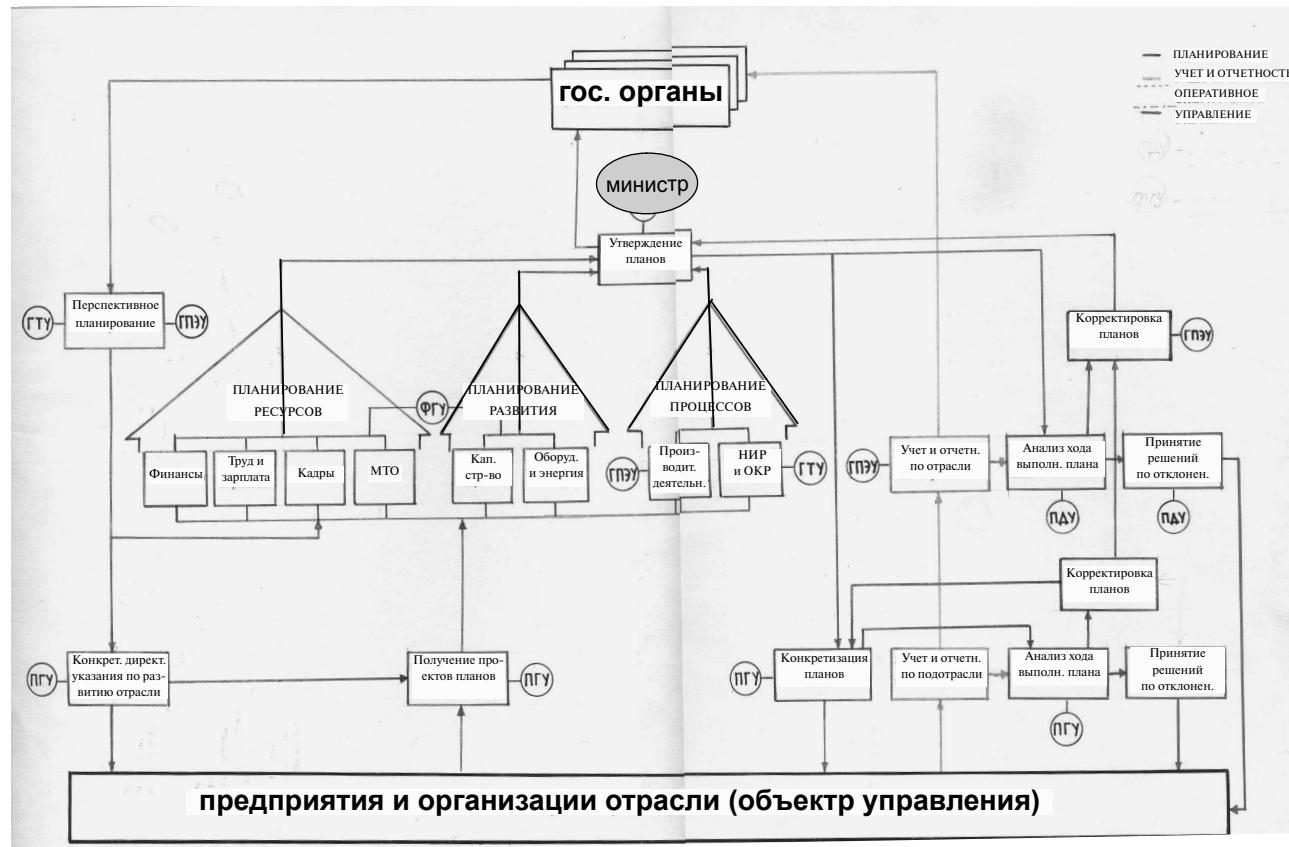 ПЛАНИРОВАНИЕ
УЧЕТ И ОТЧЕТНОСТЬ
ОПЕРАТИВНОЕ
УПРАВЛЕНИЕ
гос. органы
ПДУ -
ФГУ -
министр
Утверждение
планов
Перспективное
планирование
ГТУ
ГПЭУ
Корректировка
планов
ГПЭУ
ПЛАНИРОВАНИЕ
РЕСУРСОВ
ФГУ
ПЛАНИРОВАНИЕ
РАЗВИТИЯ
ПЛАНИРОВАНИЕ
ПРОЦЕССОВ
Финансы
Труд и
зарплата
Кадры
МТО
Кап.
стр-во
Оборуд.
и энергия
ГПЭУ
Произ-
водит.
деятельн.
НИР
и ОКР
ГТУ
ГПЭУ
Учет и отчетн.
по отрасли
Анализ хода
выполн. плана
Принятие
решений
по отклонен.
ПДУ
ПДУ
Корректировка
планов
ПГУ
Конкрет. директ.
указания по раз-
витию отрасли
Получение про-
ектов планов
ПГУ
ПГУ
Конкретизация
планов
Учет и отчетн.
по подотрасли
Анализ хода
выполн. плана
Принятие
решений
по отклонен.
ПГУ
предприятия и организации отрасли (объектр управления)